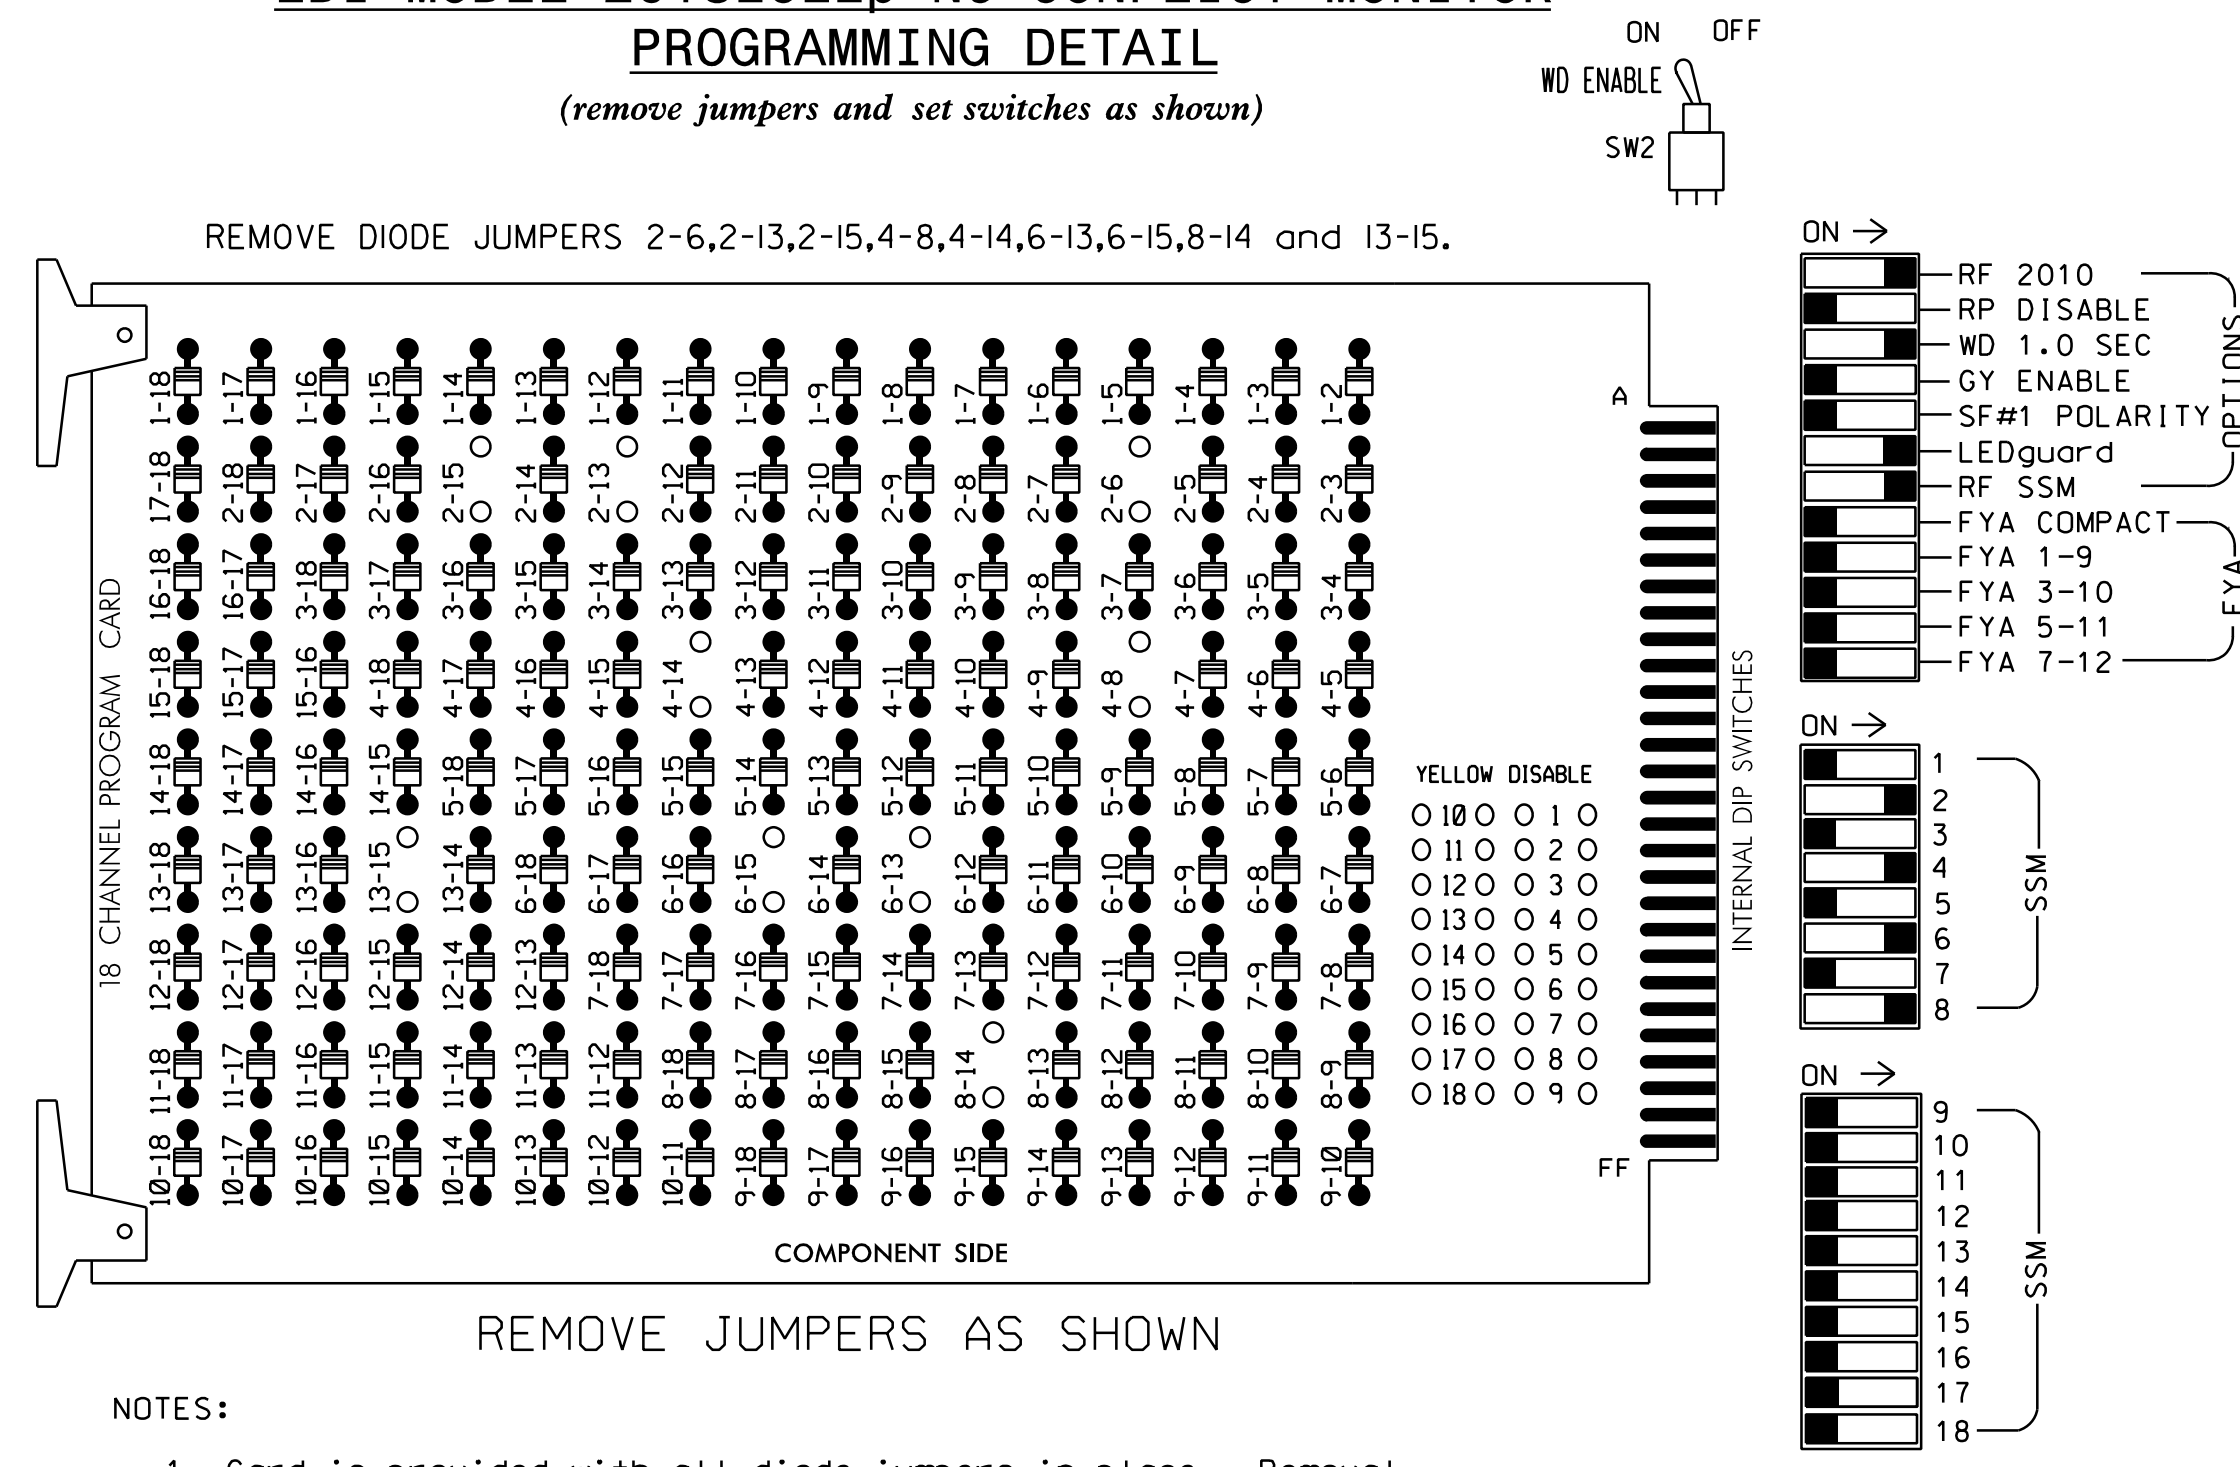 PROGRAMMING DETAIL
(remove jumpers and set switches as shown)
ON OFF
WD ENABLE
SW2
REMOVE DIODE JUMPERS 2-6,2-13,2-15,4-8,4-14,6-13,6-15,8-14 and 13-15.
1-18 1-17 1-16 1-15 1-14 1-13 1-12 1-11 1-10 1-9 1-8 1-7 1-6 1-5 1-4 1-3 1-2
17-18 2-18 2-17 2-16 2-15 2-14 2-13 2-12 2-11 2-10 2-9 2-8 2-7 2-6 2-5 2-4 2-3
16-18 16-17 3-18 3-17 3-16 3-15 3-14 3-13 3-12 3-11 3-10 3-9 3-8 3-7 3-6 3-5 3-4
15-18 15-17 15-16 4-18 4-17 4-16 4-15 4-14 4-13 4-12 4-11 4-10 4-9 4-8 4-7 4-6 4-5
14-18 14-17 14-16 14-15 5-18 5-17 5-16 5-15 5-14 5-13 5-12 5-11 5-10 5-9 5-8 5-7 5-6
13-18 13-17 13-16 13-15 13-14 6-18 6-17 6-16 6-15 6-14 6-13 6-12 6-11 6-10 6-9 6-8 6-7
12-18 12-17 12-16 12-15 12-14 12-13 7-18 7-17 7-16 7-15 7-14 7-13 7-12 7-11 7-10 7-9 7-8
11-18 11-17 11-16 11-15 11-14 11-13 11-12 8-18 8-17 8-16 8-15 8-14 8-13 8-12 8-11 8-10 8-9
10-18 10-17 10-16 10-15 10-14 10-13 10-12 10-11 9-18 9-17 9-16 9-15 9-14 9-13 9-12 9-11 9-10
18 CHANNEL PROGRAM CARD
A
FF
YELLOW DISABLE
10 1
11 2
12 3
13 4
14 5
15 6
16 7
17 8
18 9
COMPONENT SIDE
INTERNAL DIP SWITCHES
ON
RF 2010
RP DISABLE
WD 1.0 SEC
GY ENABLE
SF#1 POLARITY
LEDguard
RF SSM
OPTIONS
FYA COMPACT
FYA 1-9
FYA 3-10
FYA 5-11
FYA 7-12
FYA
ON
1
2
3
4
5
6
7
8
SSM
ON
9
10
11
12
13
14
15
16
17
18
SSM
REMOVE JUMPERS AS SHOWN
NOTES: